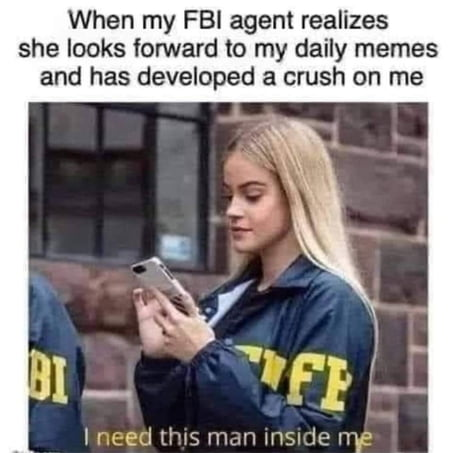 When my FBI agent realizes
she looks forward to my daily memes
and has developed a crush on me
BI
FB
I need this man inside me